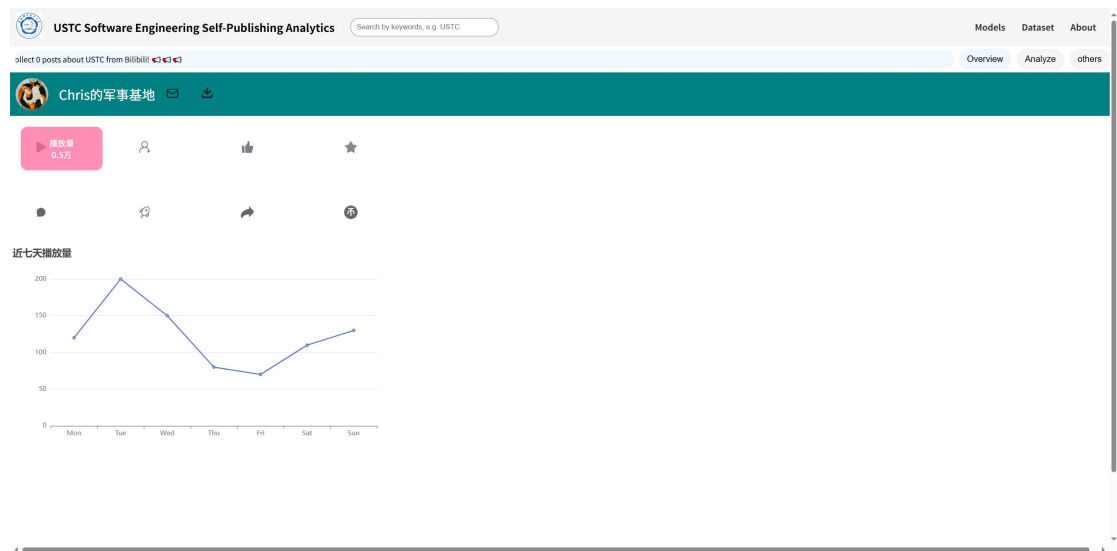 USTC Software Engineering Self-Publishing Analytics
Search by keywords, e.g. USTC
Models Dataset About
ollect 0 posts about USTC from Bilibili!
Overview Analyze others
Chris的军事基地
播放量
0.5万
近七天播放量
200
150
100
50
0
Mon Tue Wed Thu Fri Sat Sun